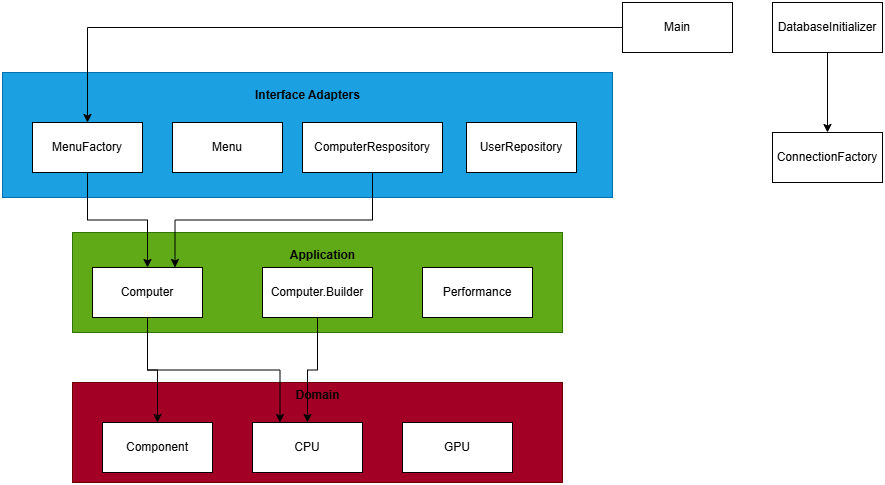 Main
DatabaseInitializer
Interface Adapters
MenuFactory
Menu
ComputerRespository
UserRepository
ConnectionFactory
Application
Computer
Computer.Builder
Performance
Domain
Component
CPU
GPU